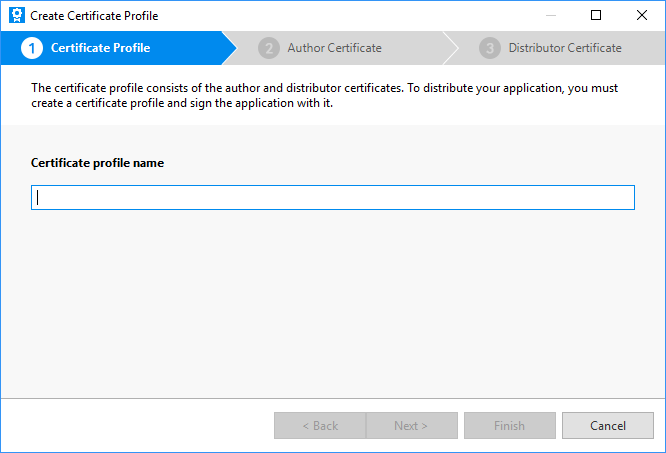 Create Certificate Profile
1 Certificate Profile 2 Author Certificate 3 Distributor Certificate
The certificate profile consists of the author and distributor certificates. To distribute your application, you must
create a certificate profile and sign the application with it.
Certificate profile name
< Back Next > Finish Cancel